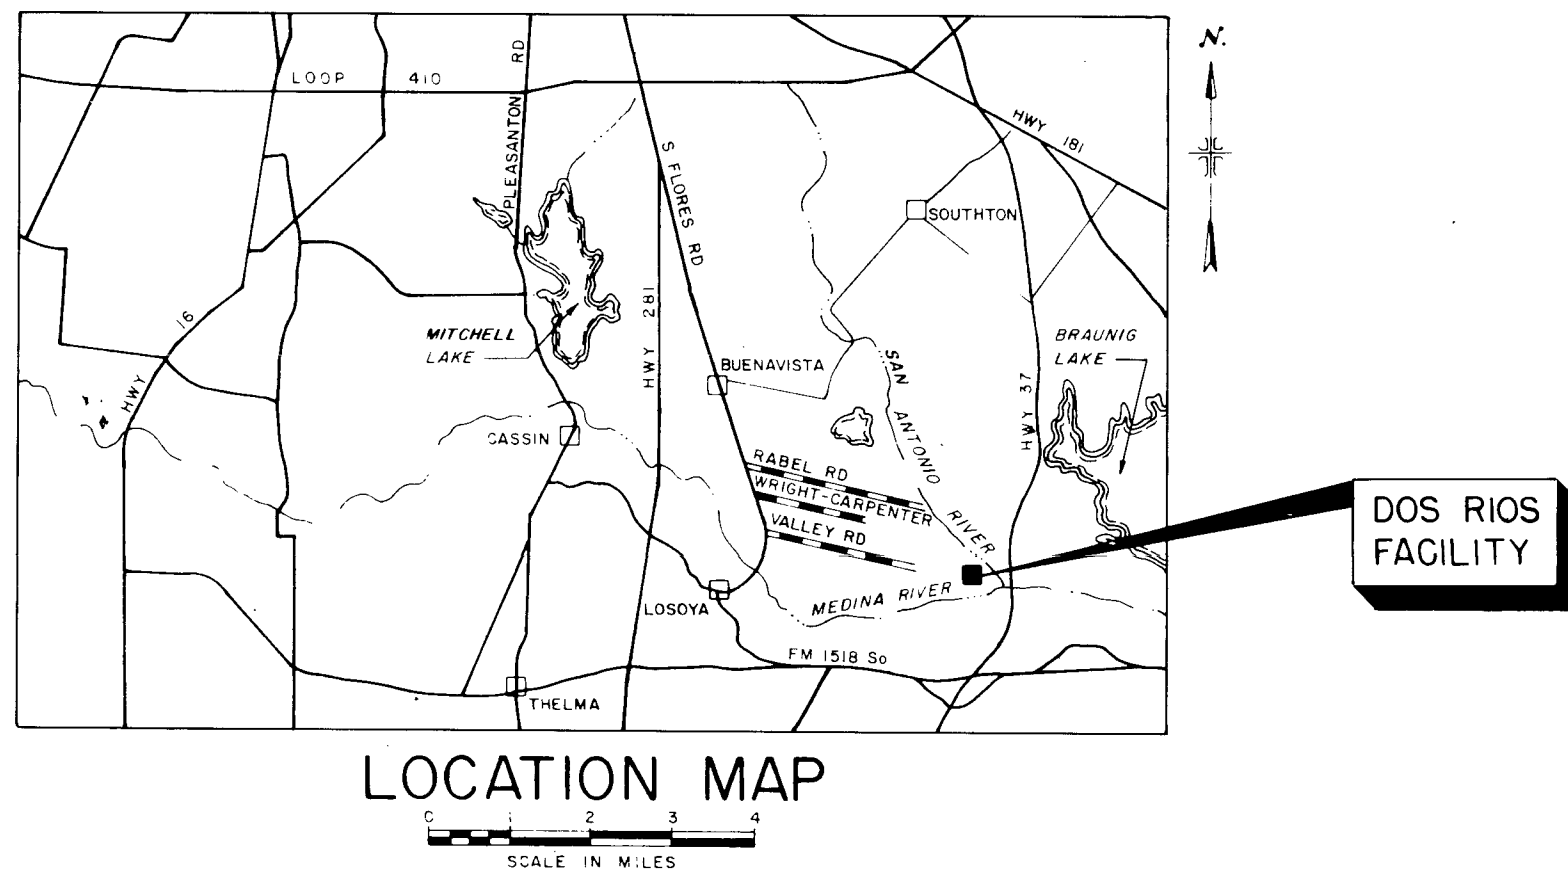 N.
LOOP 410
PLEASANTON RD
S FLORES RD
HWY 181
SOUTHTON
HWY 16
MITCHELL
LAKE
HWY 281
BUENAVISTA
SAN ANTONIO RIVER
HWY 37
BRAUNIG
LAKE
CASSIN
RABEL RD
WRIGHT-CARPENTER
VALLEY RD
DOS RIOS
FACILITY
LOSOYA
MEDINA RIVER
FM 1518 So
THELMA
LOCATION MAP
0 1 2 3 4
SCALE IN MILES